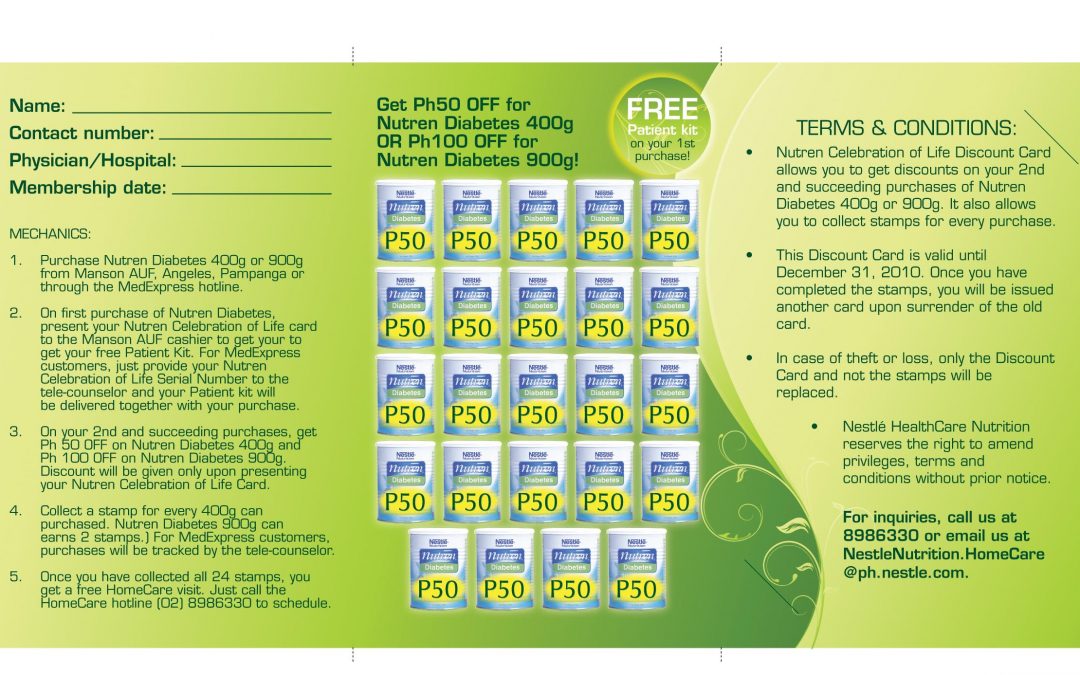 Name:
Contact number:
Physician/Hospital:
Membership date:
MECHANICS:
1. Purchase Nutren Diabetes 400g or 900g
from Manson AUF, Angeles, Pampanga or
through the MedExpress hotline.
2. On first purchase of Nutren Diabetes,
present your Nutren Celebration of Life card
to the Manson AUF cashier to get your to
get your free Patient Kit. For MedExpress
customers, just provide your Nutren
Celebration of Life Serial Number to the
tele-counselor and your Patient kit will
be delivered together with your purchase.
3. On your 2nd and succeeding purchases, get
Ph 50 OFF on Nutren Diabetes 400g and
Ph 100 OFF on Nutren Diabetes 900g.
Discount will be given only upon presenting
your Nutren Celebration of Life Card.
4. Collect a stamp for every 400g can
purchased. Nutren Diabetes 900g can
earns 2 stamps.) For MedExpress customers,
purchases will be tracked by the tele-counselor.
5. Once you have collected all 24 stamps, you
get a free HomeCare visit. Just call the
HomeCare hotline (02) 8986330 to schedule.
Get Ph50 OFF for
Nutren Diabetes 400g
OR Ph100 OFF for
Nutren Diabetes 900g!
FREE
Patient kit
on your 1st
purchase!
Nestlé Nestlé Nestlé Nestlé Nestlé
Nutren Nutren Nutren Nutren Nutren
Diabetes Diabetes Diabetes Diabetes Diabetes
P50 P50 P50 P50 P50
Nestlé Nestlé Nestlé Nestlé Nestlé
Nutren Nutren Nutren Nutren Nutren
Diabetes Diabetes Diabetes Diabetes Diabetes
P50 P50 P50 P50 P50
Nestlé Nestlé Nestlé Nestlé Nestlé
Nutren Nutren Nutren Nutren Nutren
Diabetes Diabetes Diabetes Diabetes Diabetes
P50 P50 P50 P50 P50
Nestlé Nestlé Nestlé Nestlé Nestlé
Nutren Nutren Nutren Nutren Nutren
Diabetes Diabetes Diabetes Diabetes Diabetes
P50 P50 P50 P50 P50
Nestlé Nestlé Nestlé Nestlé
Nutren Nutren Nutren Nutren
Diabetes Diabetes Diabetes Diabetes
P50 P50 P50 P50
TERMS & CONDITIONS:
• Nutren Celebration of Life Discount Card
allows you to get discounts on your 2nd
and succeeding purchases of Nutren
Diabetes 400g or 900g. It also allows
you to collect stamps for every purchase.
• This Discount Card is valid until
December 31, 2010. Once you have
completed the stamps, you will be issued
another card upon surrender of the old
card.
• In case of theft or loss, only the Discount
Card and not the stamps will be
replaced.
• Nestlé HealthCare Nutrition
reserves the right to amend
privileges, terms and
conditions without prior notice.
For inquiries, call us at
8986330 or email us at
NestleNutrition.HomeCare
@ph.nestle.com.